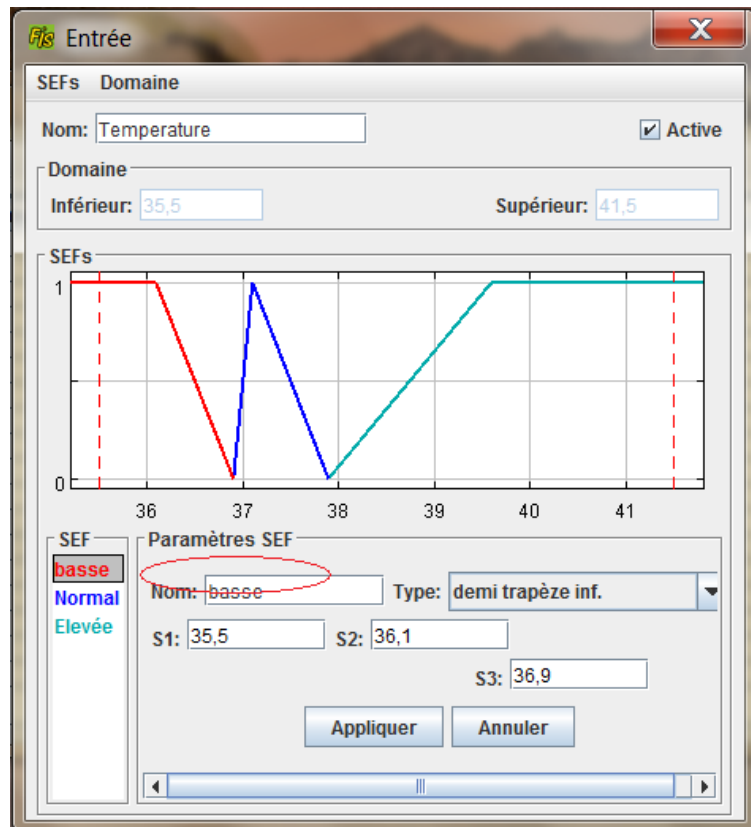 Fis Entrée
SEFs Domaine
Nom: Temperature Active
Domaine
Inférieur: 35,5 Supérieur: 41,5
SEFs
1
0
36 37 38 39 40 41
SEF
basse
Normal
Elevée
Paramètres SEF
Nom: basse Type: demi trapèze inf.
S1: 35,5 S2: 36,1
S3: 36,9
Appliquer Annuler